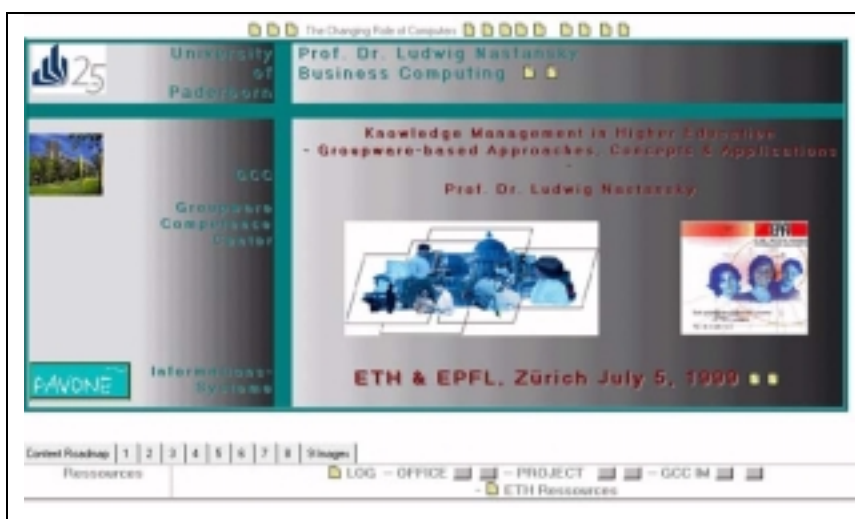 The Changing Role of Computers
25
University
of
Paderborn
Prof. Dr. Ludwig Nastansky
Business Computing
GCC
Groupware
Competence
Center
Knowledge Management in Higher Education
- Groupware-based Approaches, Concepts & Applications
-
Prof. Dr. Ludwig Nastansky
PAVONE
Informations-
Systeme
ETH & EPFL, Zürich July 5, 1999
Content Roadmap 1 2 3 4 5 6 7 8 9 Images
Ressources
LOG - OFFICE - PROJECT - GCC IM
- ETH Ressources